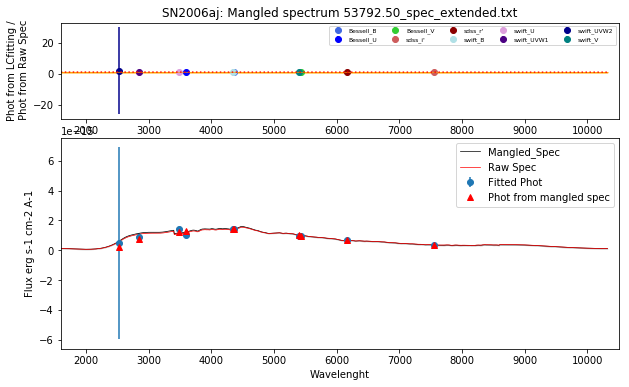 SN2006aj: Mangled spectrum 53792.50_spec_extended.txt
Phot from LCfitting /
Phot from Raw Spec
20
0
−20
Bessell_B
Bessell_U
Bessell_V
sdss_i'
sdss_r'
swift_B
swift_U
swift_UVW1
swift_UVW2
swift_V
2000 3000 4000 5000 6000 7000 8000 9000 10000
1e−15
Flux erg s-1 cm-2 A-1
6
4
2
0
−2
−4
−6
Mangled_Spec
Raw Spec
Fitted Phot
Phot from mangled spec
2000 3000 4000 5000 6000 7000 8000 9000 10000
Wavelenght